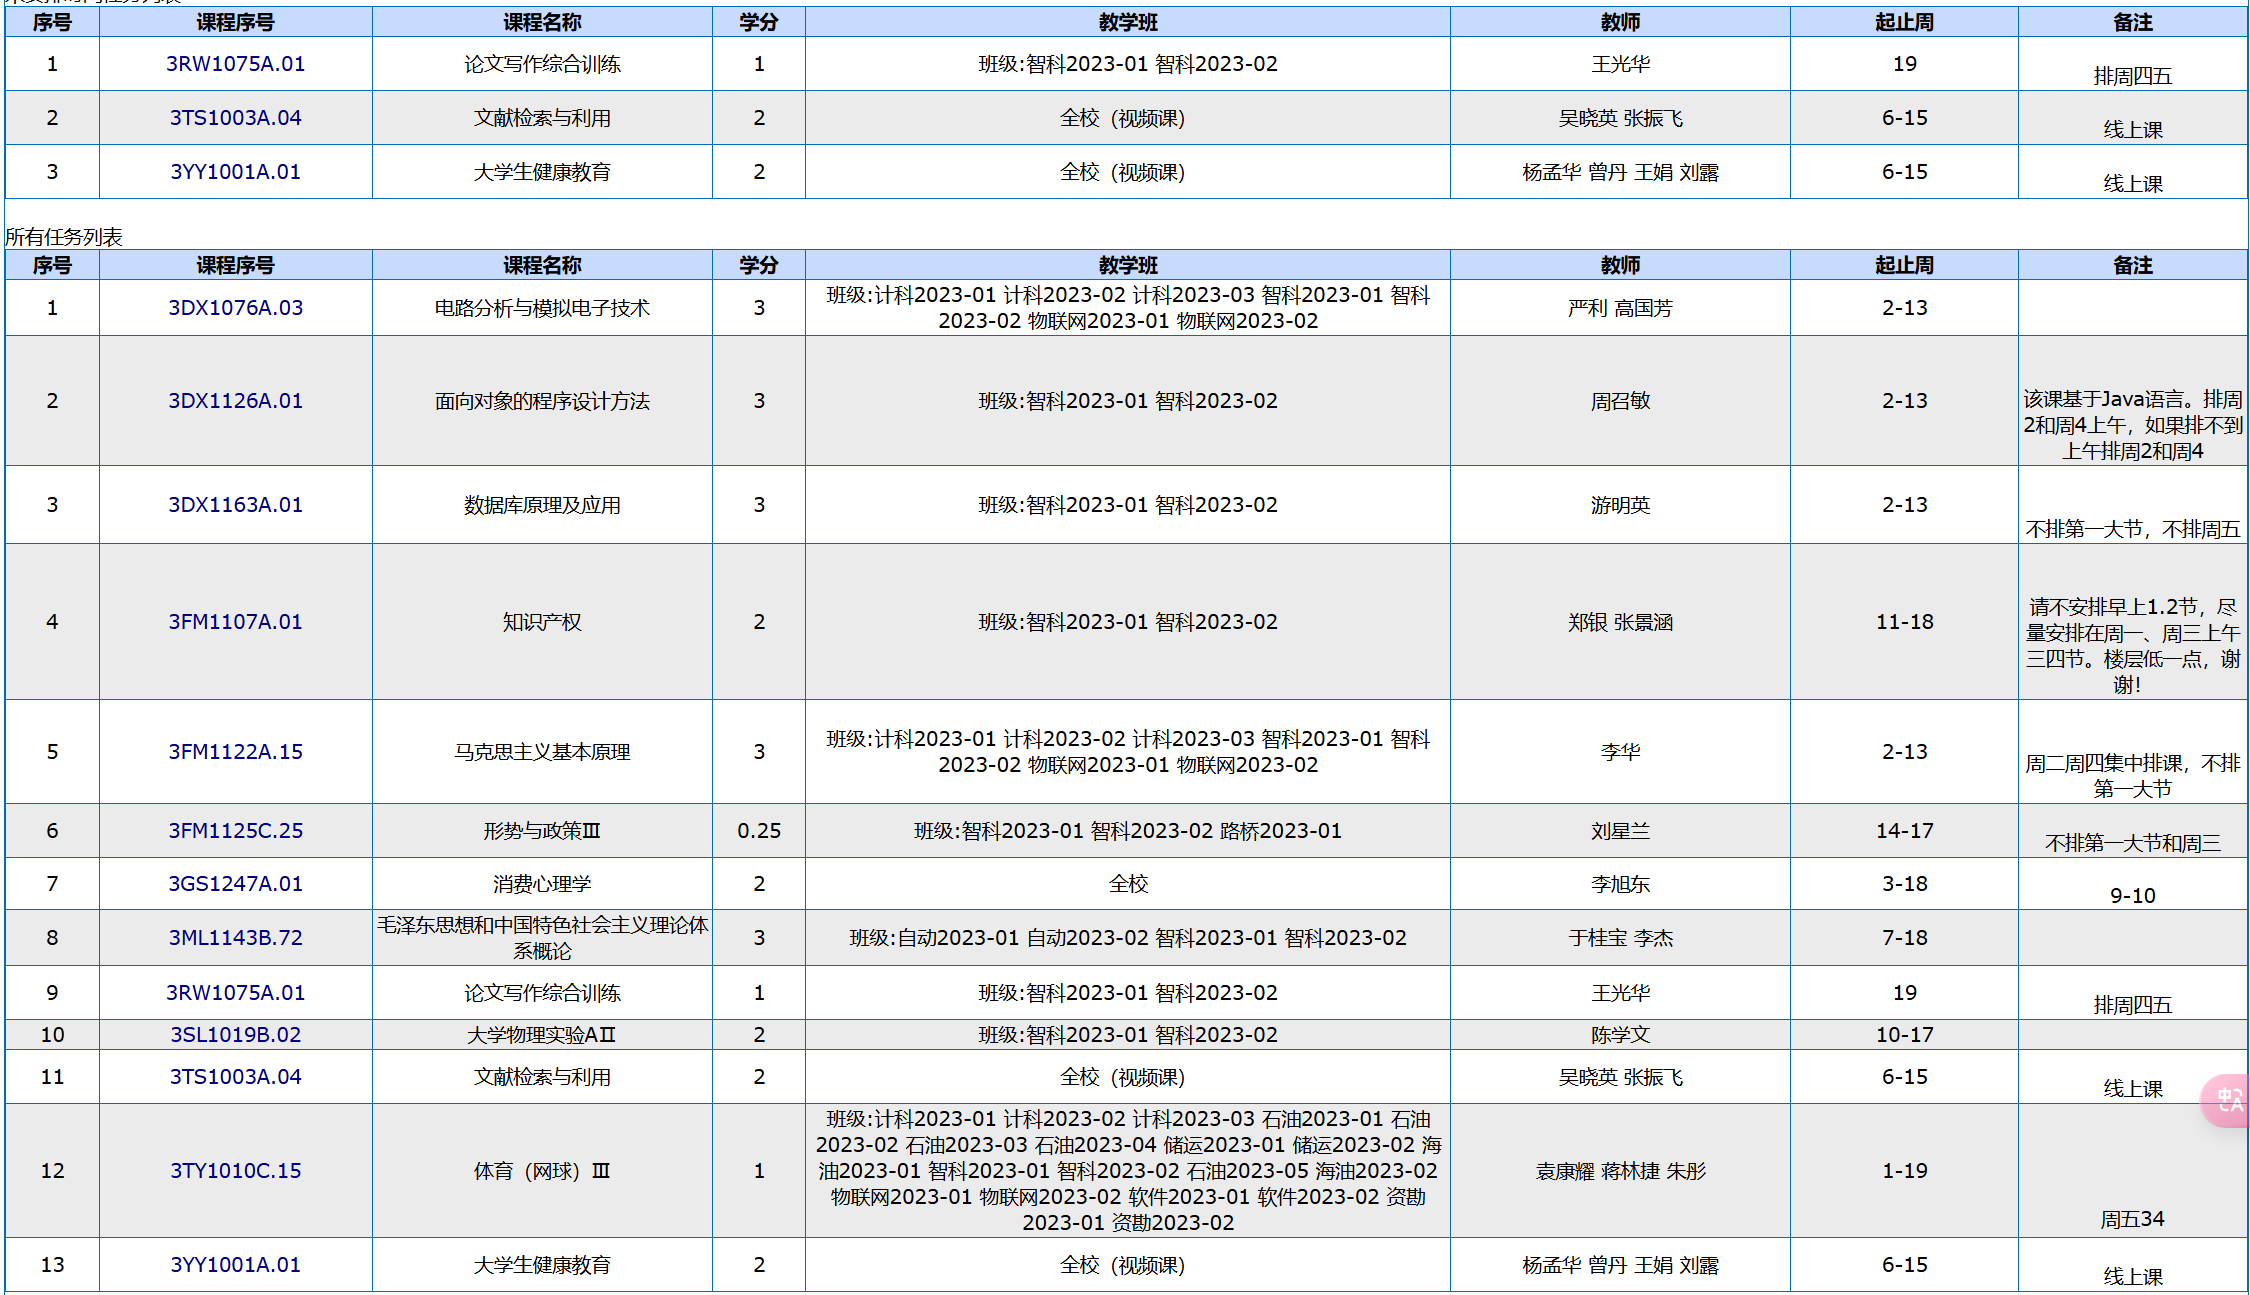 序号 课程序号 课程名称 学分 教学班 教师 起止周 备注
1 3RW1075A.01 论文写作综合训练 1 班级:智科2023-01 智科2023-02 王光华 19 排周四五
2 3TS1003A.04 文献检索与利用 2 全校（视频课） 吴晓英 张振飞 6-15 线上课
3 3YY1001A.01 大学生健康教育 2 全校（视频课） 杨孟华 曾丹 王娟 刘露 6-15 线上课
所有任务列表
序号 课程序号 课程名称 学分 教学班 教师 起止周 备注
1 3DX1076A.03 电路分析与模拟电子技术 3 班级:计科2023-01 计科2023-02 计科2023-03 智科2023-01 智科
2023-02 物联网2023-01 物联网2023-02 严利 高国芳 2-13
2 3DX1126A.01 面向对象的程序设计方法 3 班级:智科2023-01 智科2023-02 周召敏 2-13 该课基于Java语言。排周
2和周4上午，如果排不到
上午排周2和周4
3 3DX1163A.01 数据库原理及应用 3 班级:智科2023-01 智科2023-02 游明英 2-13 不排第一大节，不排周五
4 3FM1107A.01 知识产权 2 班级:智科2023-01 智科2023-02 郑银 张景涵 11-18 请不安排早上1.2节，尽
量安排在周一、周三上午
三四节。楼层低一点，谢
谢！
5 3FM1122A.15 马克思主义基本原理 3 班级:计科2023-01 计科2023-02 计科2023-03 智科2023-01 智科
2023-02 物联网2023-01 物联网2023-02 李华 2-13 周二周四集中排课，不排
第一大节
6 3FM1125C.25 形势与政策Ⅲ 0.25 班级:智科2023-01 智科2023-02 路桥2023-01 刘星兰 14-17 不排第一大节和周三
7 3GS1247A.01 消费心理学 2 全校 李旭东 3-18 9-10
8 3ML1143B.72 毛泽东思想和中国特色社会主义理论体
系概论 3 班级:自动2023-01 自动2023-02 智科2023-01 智科2023-02 于桂宝 李杰 7-18
9 3RW1075A.01 论文写作综合训练 1 班级:智科2023-01 智科2023-02 王光华 19 排周四五
10 3SL1019B.02 大学物理实验AⅡ 2 班级:智科2023-01 智科2023-02 陈学文 10-17
11 3TS1003A.04 文献检索与利用 2 全校（视频课） 吴晓英 张振飞 6-15 线上课
12 3TY1010C.15 体育（网球）Ⅲ 1 班级:计科2023-01 计科2023-02 计科2023-03 石油2023-01 石油
2023-02 石油2023-03 石油2023-04 储运2023-01 储运2023-02 海
油2023-01 智科2023-01 智科2023-02 石油2023-05 海油2023-02
物联网2023-01 物联网2023-02 软件2023-01 软件2023-02 资勘
2023-01 资勘2023-02 袁康耀 蒋林捷 朱彤 1-19 周五34
13 3YY1001A.01 大学生健康教育 2 全校（视频课） 杨孟华 曾丹 王娟 刘露 6-15 线上课